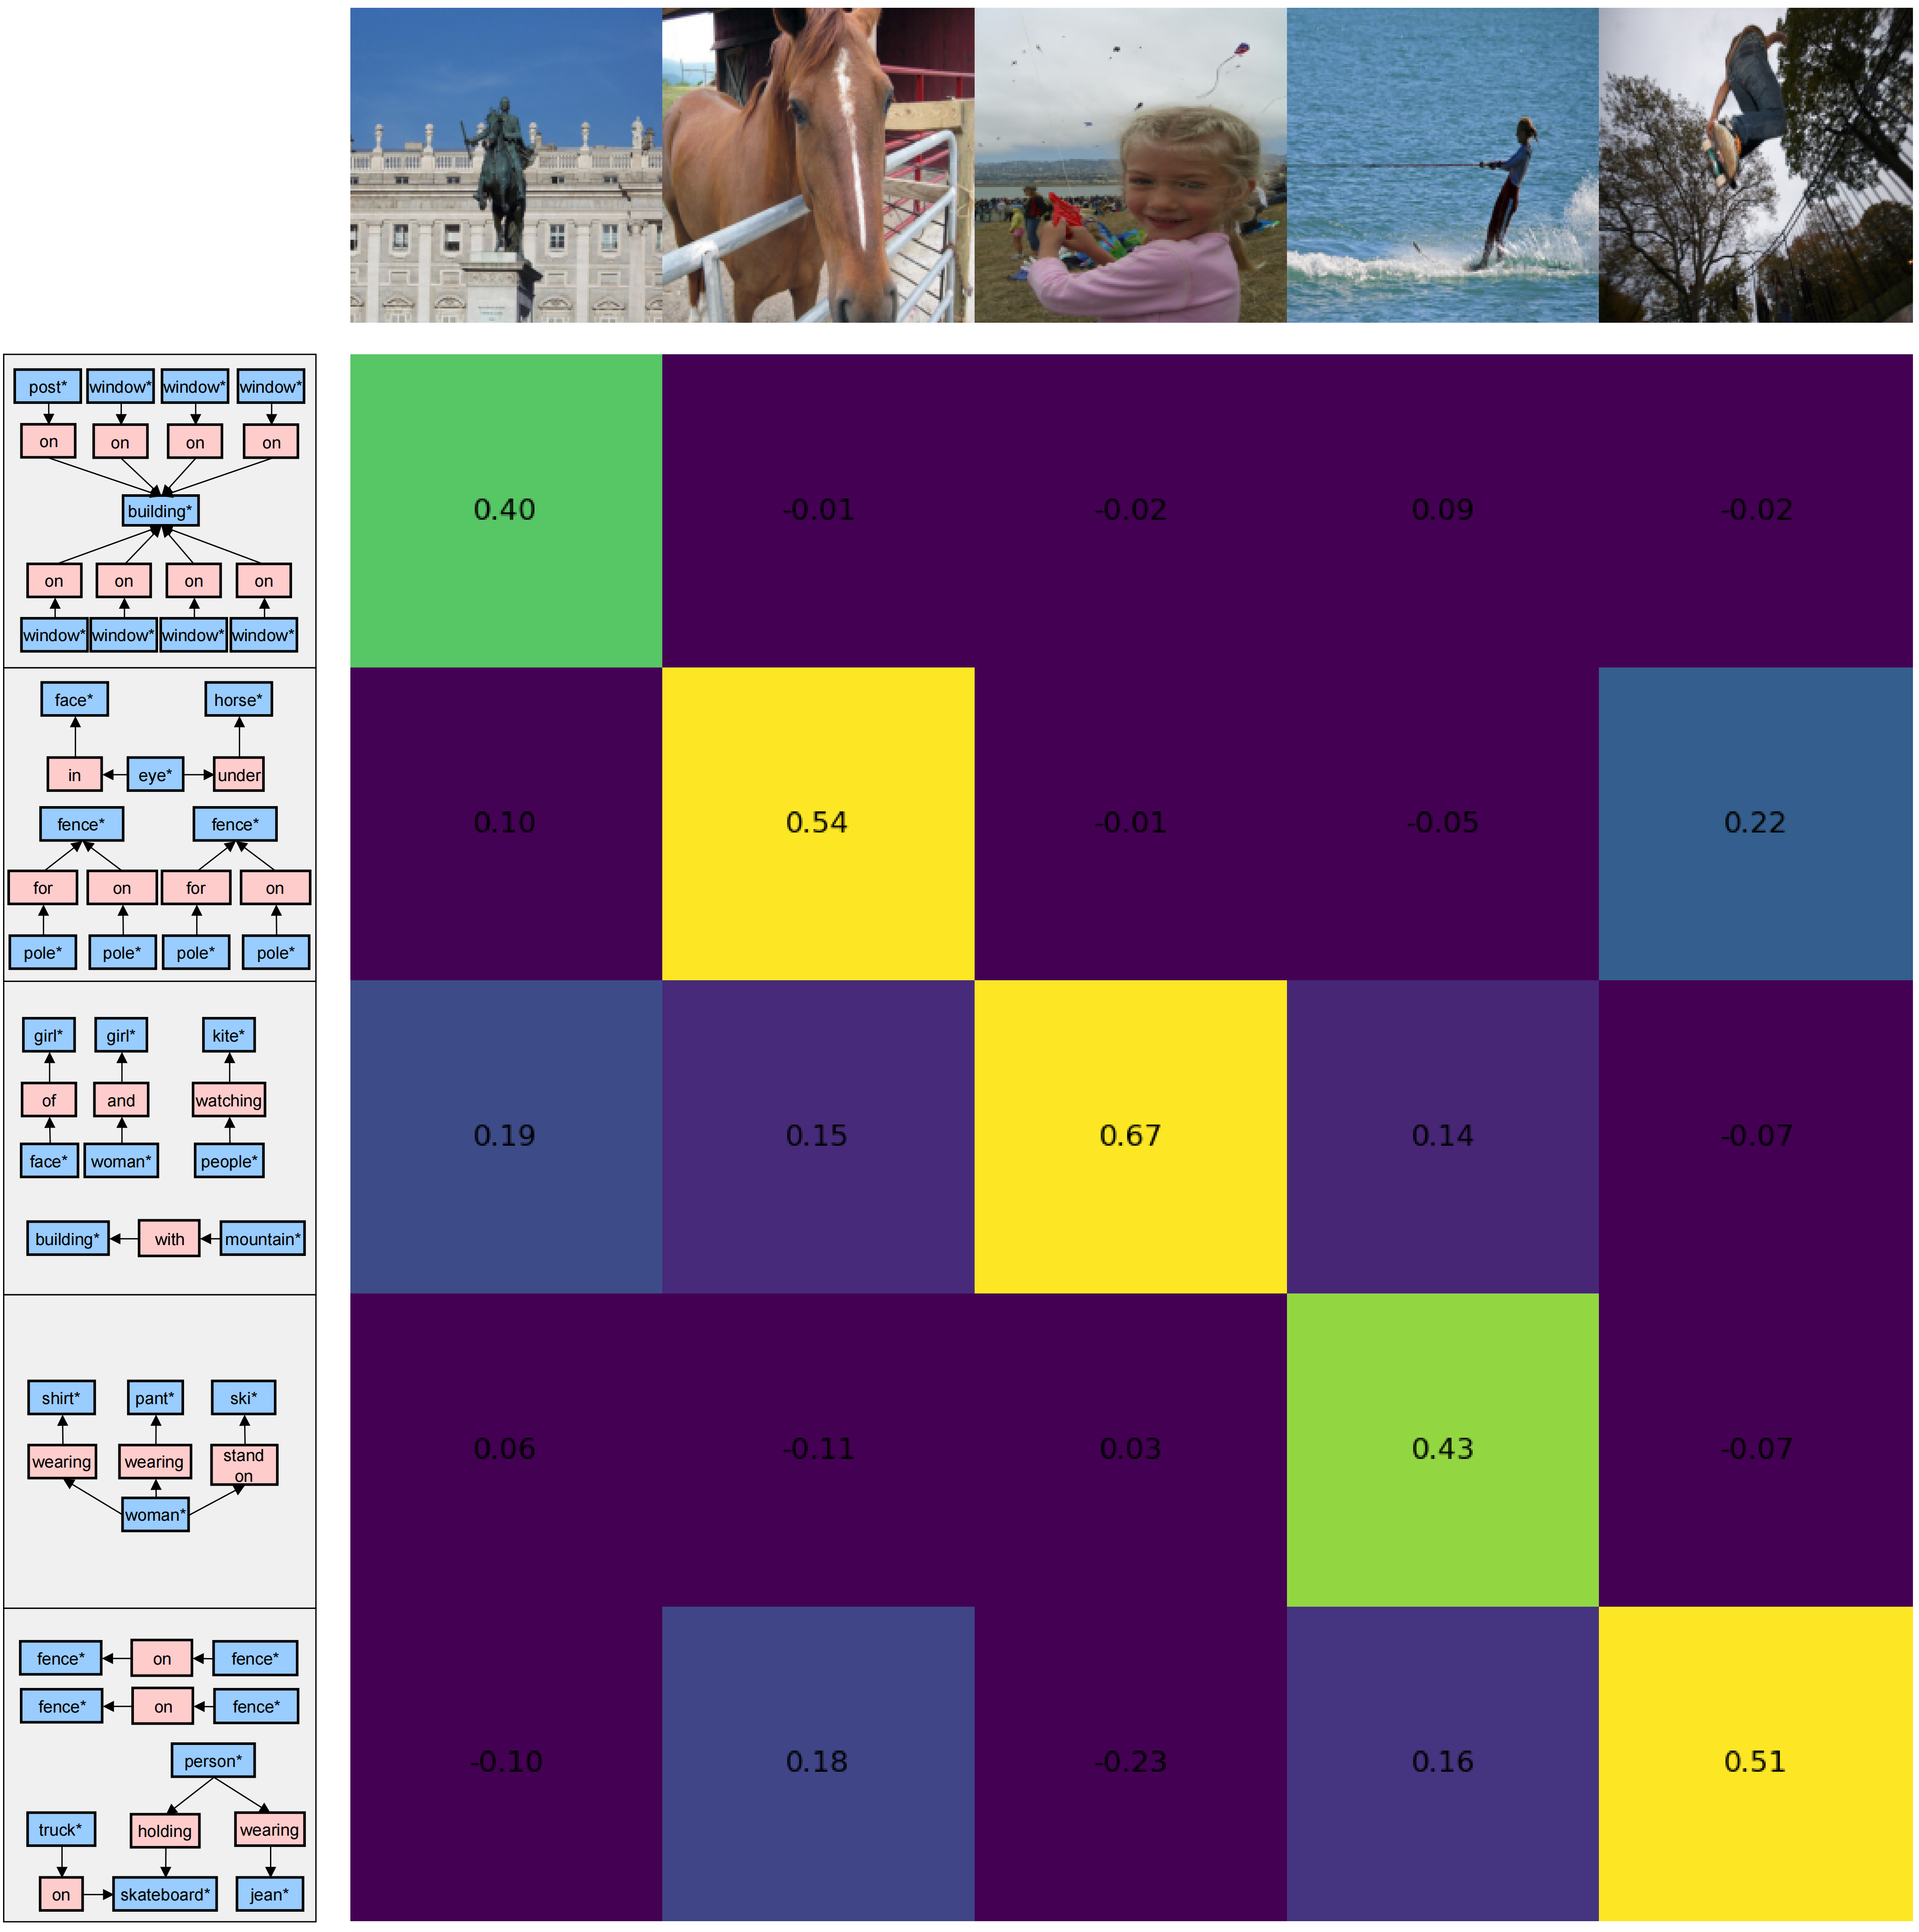 post* window* window* window*
on on on on
building*
on on on on
window* window* window* window*
0.40 -0.01 -0.02 0.09 -0.02
face* horse*
in eye* under
fence* fence*
for on for on
pole* pole* pole* pole*
0.10 0.54 -0.01 -0.05 0.22
girl* girl* kite*
of and watching
face* woman* people*
building* with mountain*
0.19 0.15 0.67 0.14 -0.07
shirt* pant* ski*
wearing wearing stand
on
woman*
0.06 -0.11 0.03 0.43 -0.07
fence* on fence*
fence* on fence*
person*
truck* holding wearing
on skateboard* jean*
-0.10 0.18 -0.23 0.16 0.51